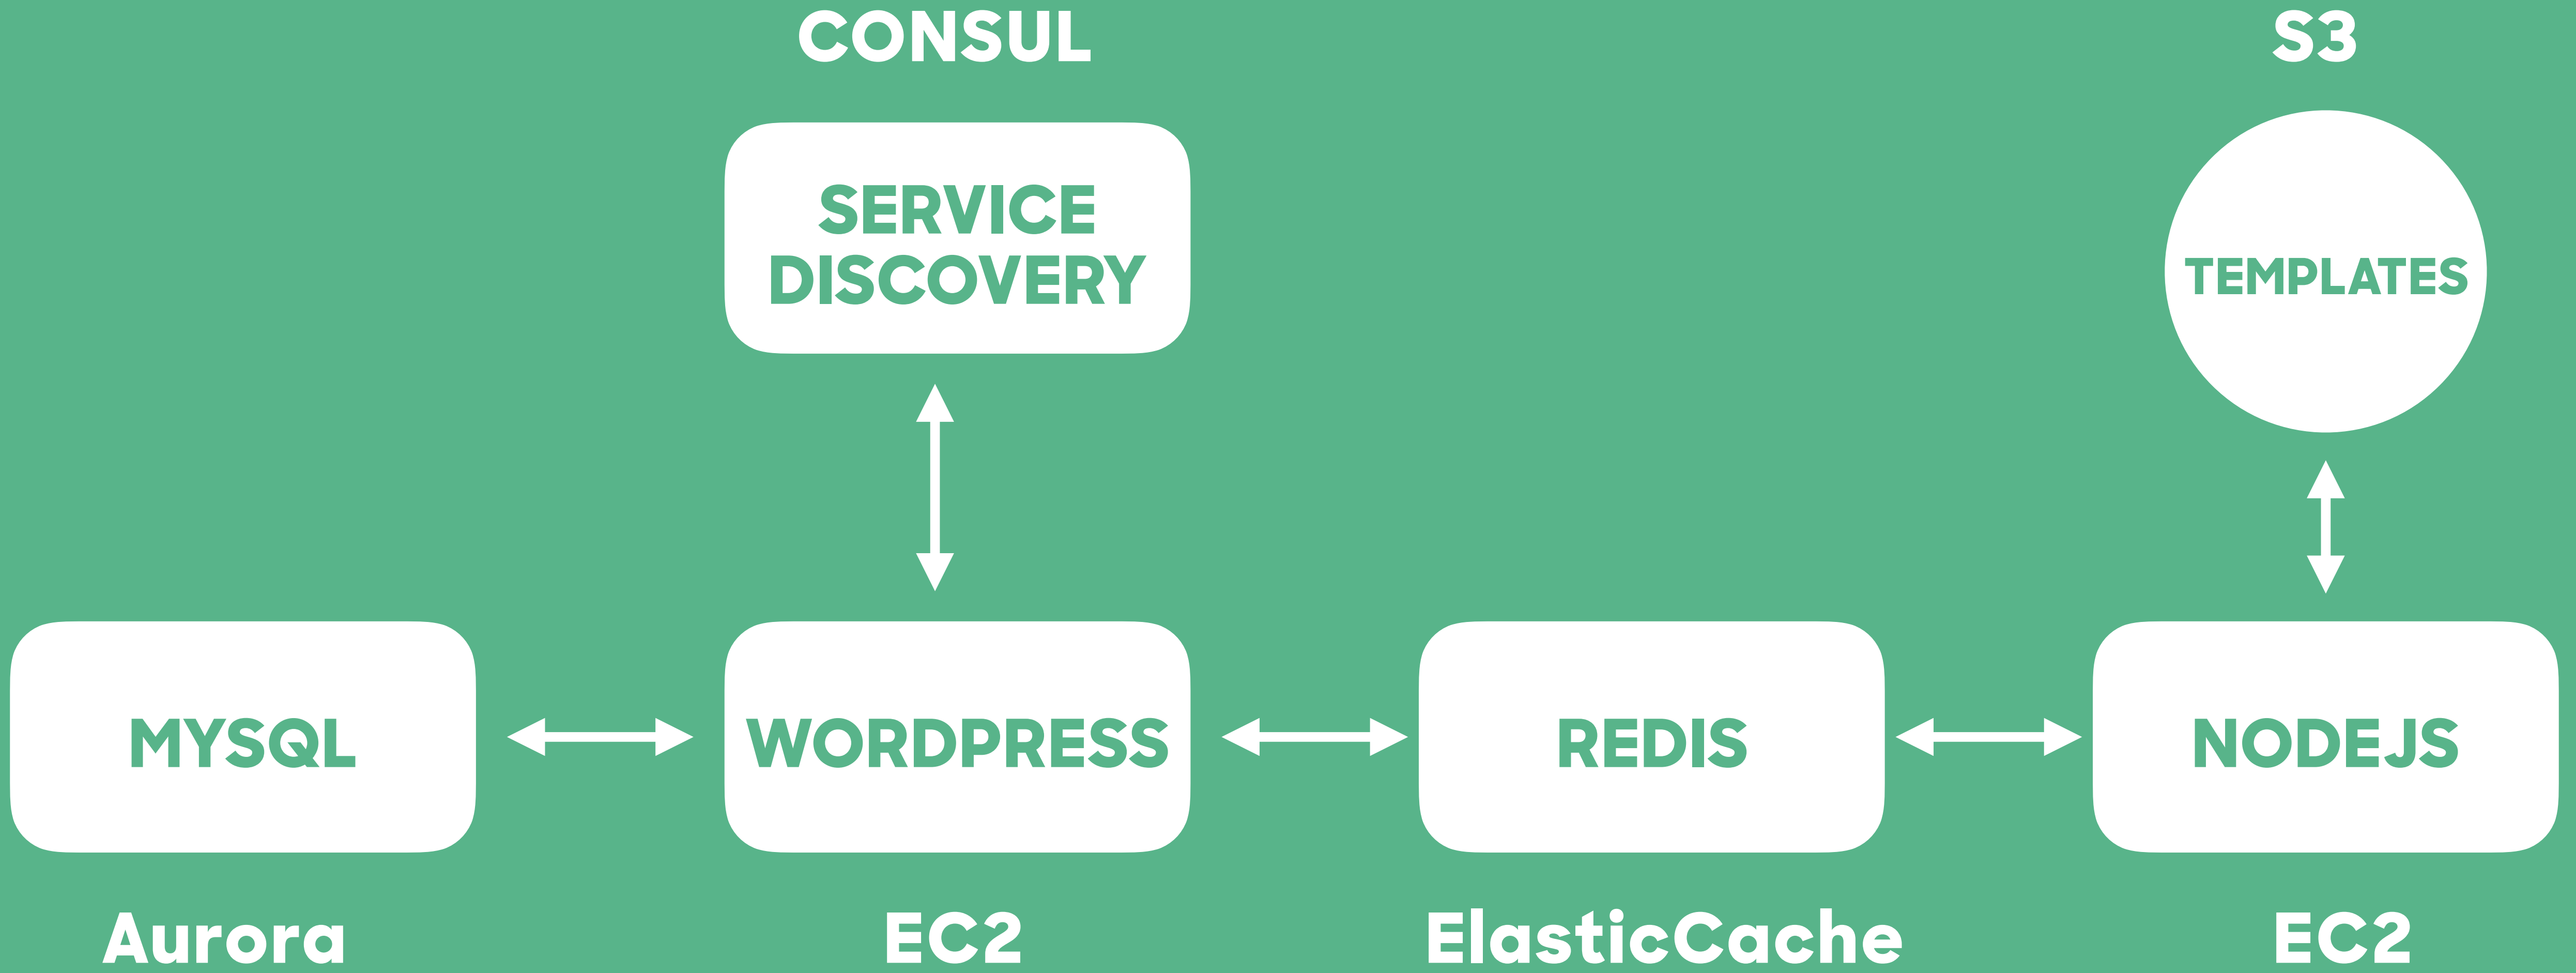 CONSUL
S3
SERVICE
DISCOVERY
TEMPLATES
MYSQL
WORDPRESS
REDIS
NODEJS
Aurora
EC2
ElasticCache
EC2